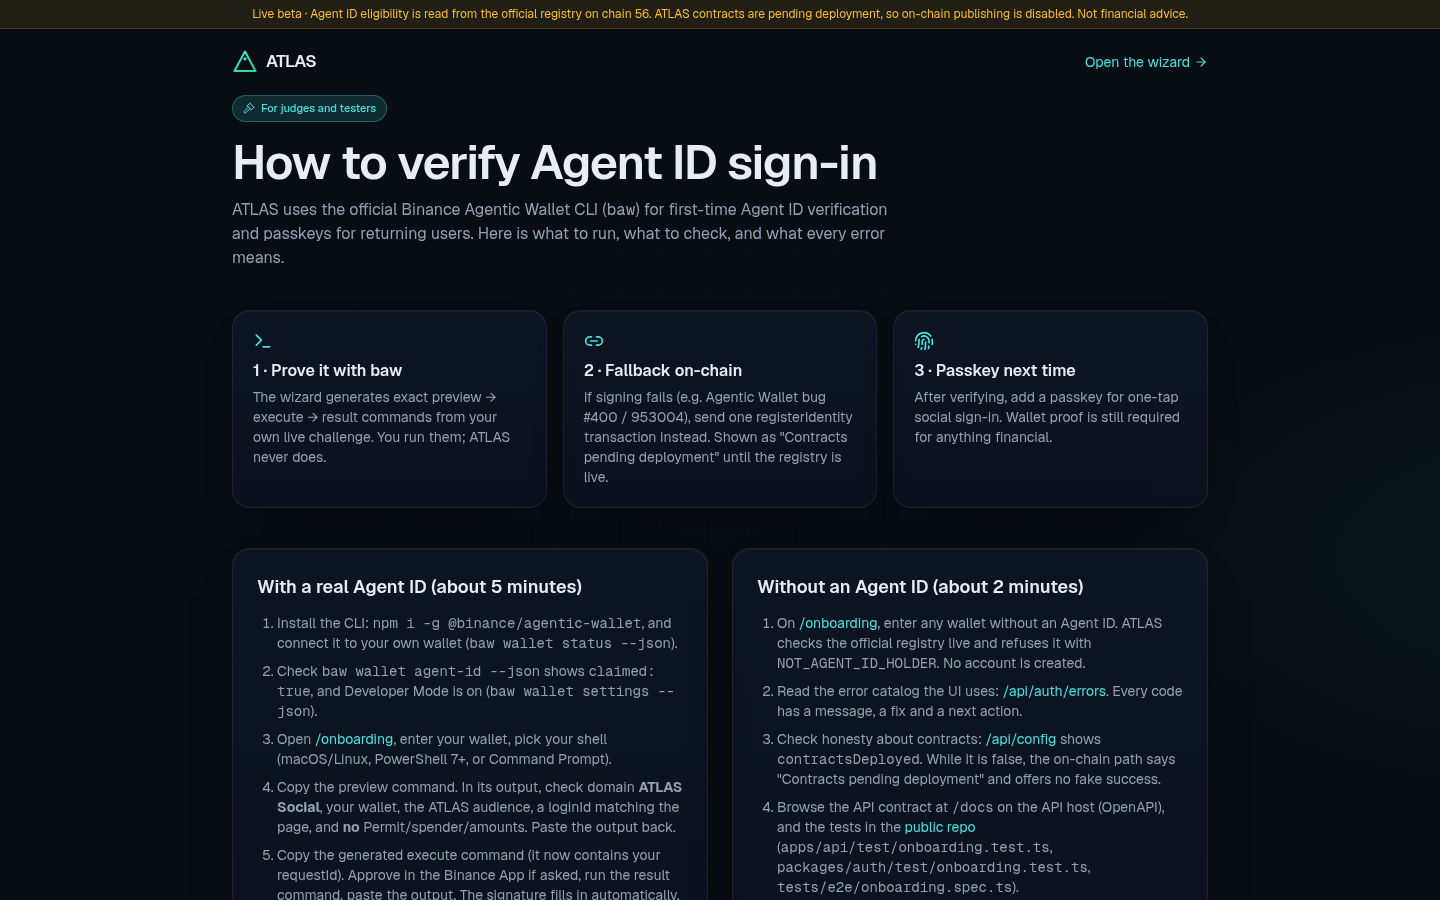 Live beta · Agent ID eligibility is read from the official registry on chain 56. ATLAS contracts are pending deployment, so on-chain publishing is disabled. Not financial advice.
ATLAS
Open the wizard →
For judges and testers
How to verify Agent ID sign-in
ATLAS uses the official Binance Agentic Wallet CLI (baw) for first-time Agent ID verification
and passkeys for returning users. Here is what to run, what to check, and what every error
means.
1 · Prove it with baw
The wizard generates exact preview →
execute → result commands from your
own live challenge. You run them; ATLAS
never does.
2 · Fallback on-chain
If signing fails (e.g. Agentic Wallet bug
#400 / 953004), send one registerIdentity
transaction instead. Shown as "Contracts
pending deployment" until the registry is
live.
3 · Passkey next time
After verifying, add a passkey for one-tap
social sign-in. Wallet proof is still required
for anything financial.
With a real Agent ID (about 5 minutes)
1. Install the CLI: npm i -g @binance/agentic-wallet, and
connect it to your own wallet (baw wallet status --json).
2. Check baw wallet agent-id --json shows claimed:
true, and Developer Mode is on (baw wallet settings --
json).
3. Open /onboarding, enter your wallet, pick your shell
(macOS/Linux, PowerShell 7+, or Command Prompt).
4. Copy the preview command. In its output, check domain ATLAS
Social, your wallet, the ATLAS audience, a loginId matching the
page, and no Permit/spender/amounts. Paste the output back.
5. Copy the generated execute command (it now contains your
requestId). Approve in the Binance App if asked, run the result
command, paste the output. The signature fills in automatically.
Without an Agent ID (about 2 minutes)
1. On /onboarding, enter any wallet without an Agent ID. ATLAS
checks the official registry live and refuses it with
NOT_AGENT_ID_HOLDER. No account is created.
2. Read the error catalog the UI uses: /api/auth/errors. Every code
has a message, a fix and a next action.
3. Check honesty about contracts: /api/config shows
contractsDeployed. While it is false, the on-chain path says
"Contracts pending deployment" and offers no fake success.
4. Browse the API contract at /docs on the API host (OpenAPI),
and the tests in the public repo
(apps/api/test/onboarding.test.ts,
packages/auth/test/onboarding.test.ts,
tests/e2e/onboarding.spec.ts).